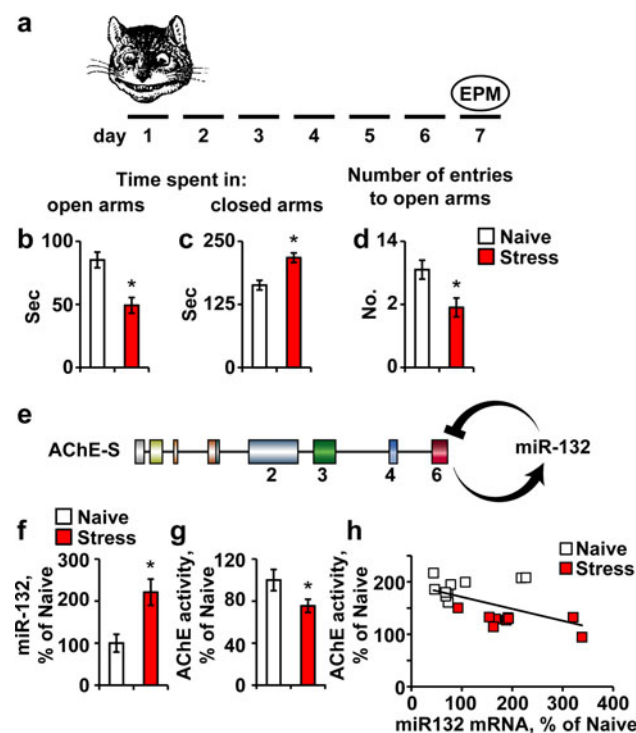 a
EPM
day 1 2 3 4 5 6 7
Time spent in:
open arms closed arms
Number of entries
to open arms
b
100
50
0
Sec
*
c
250
125
0
Sec
*
d
14
2
0
No.
*
Naive
Stress
e
AChE-S
2 3 4 6
miR-132
f
Naive
Stress
miR-132,
% of Naive
300
200
100
0
*
g
AChE activity,
% of Naive
120
80
40
0
*
h
Naive
Stress
AChE activity,
% of Naive
200
100
0
0 100 200 300 400
miR132 mRNA, % of Naive